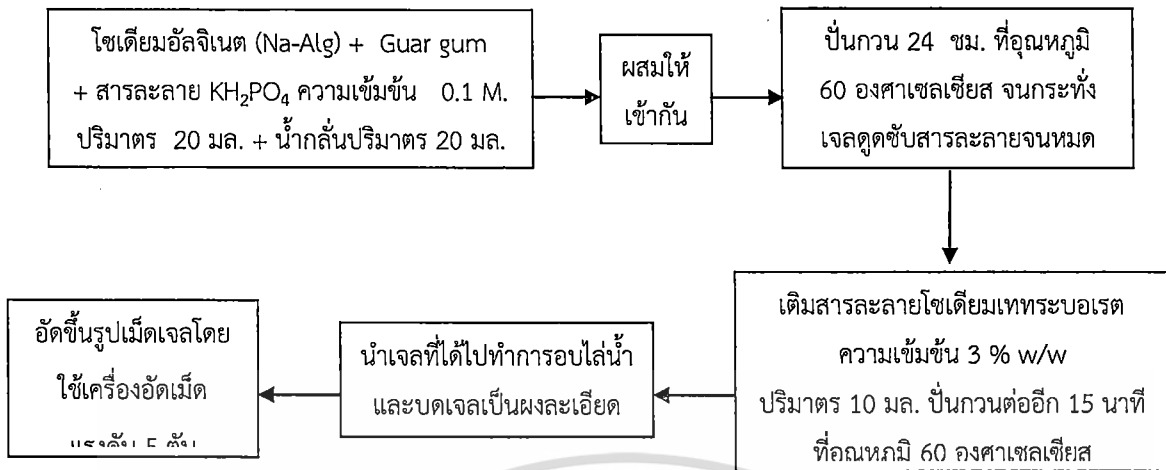 โซเดียมอัลจิเนต (Na-Alg) + Guar gum
+ สารละลาย KH₂PO₄ ความเข้มข้น 0.1 M.
ปริมาตร 20 มล. + น้ำกลั่นปริมาตร 20 มล.
ผสมให้
เข้ากัน
ปั่นกวน 24 ชม. ที่อุณหภูมิ
60 องศาเซลเซียส จนกระทั่ง
เจลดูดซับสารละลายจนหมด
เติมสารละลายโซเดียมเททระบอเรต
ความเข้มข้น 3 % w/w
ปริมาตร 10 มล. ปั่นกวนต่ออีก 15 นาที
ที่อุณหภูมิ 60 องศาเซลเซียส
นำเจลที่ได้ไปทำการอบไล่น้ำ
และบดเจลเป็นผงละเอียด
อัดขึ้นรูปเม็ดเจลโดย
ใช้เครื่องอัดเม็ด
แรงดัน 5 ตัน